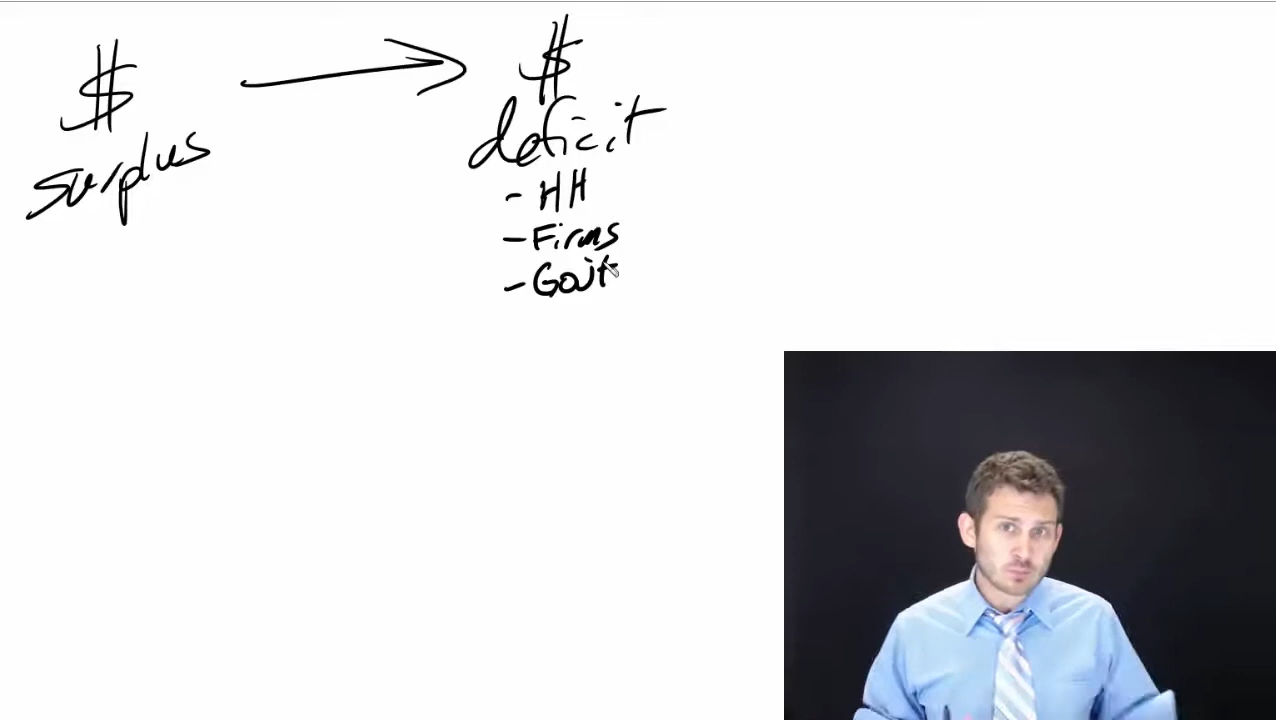 $
surplus
$
deficit
- HH
- Firms
- Gov't